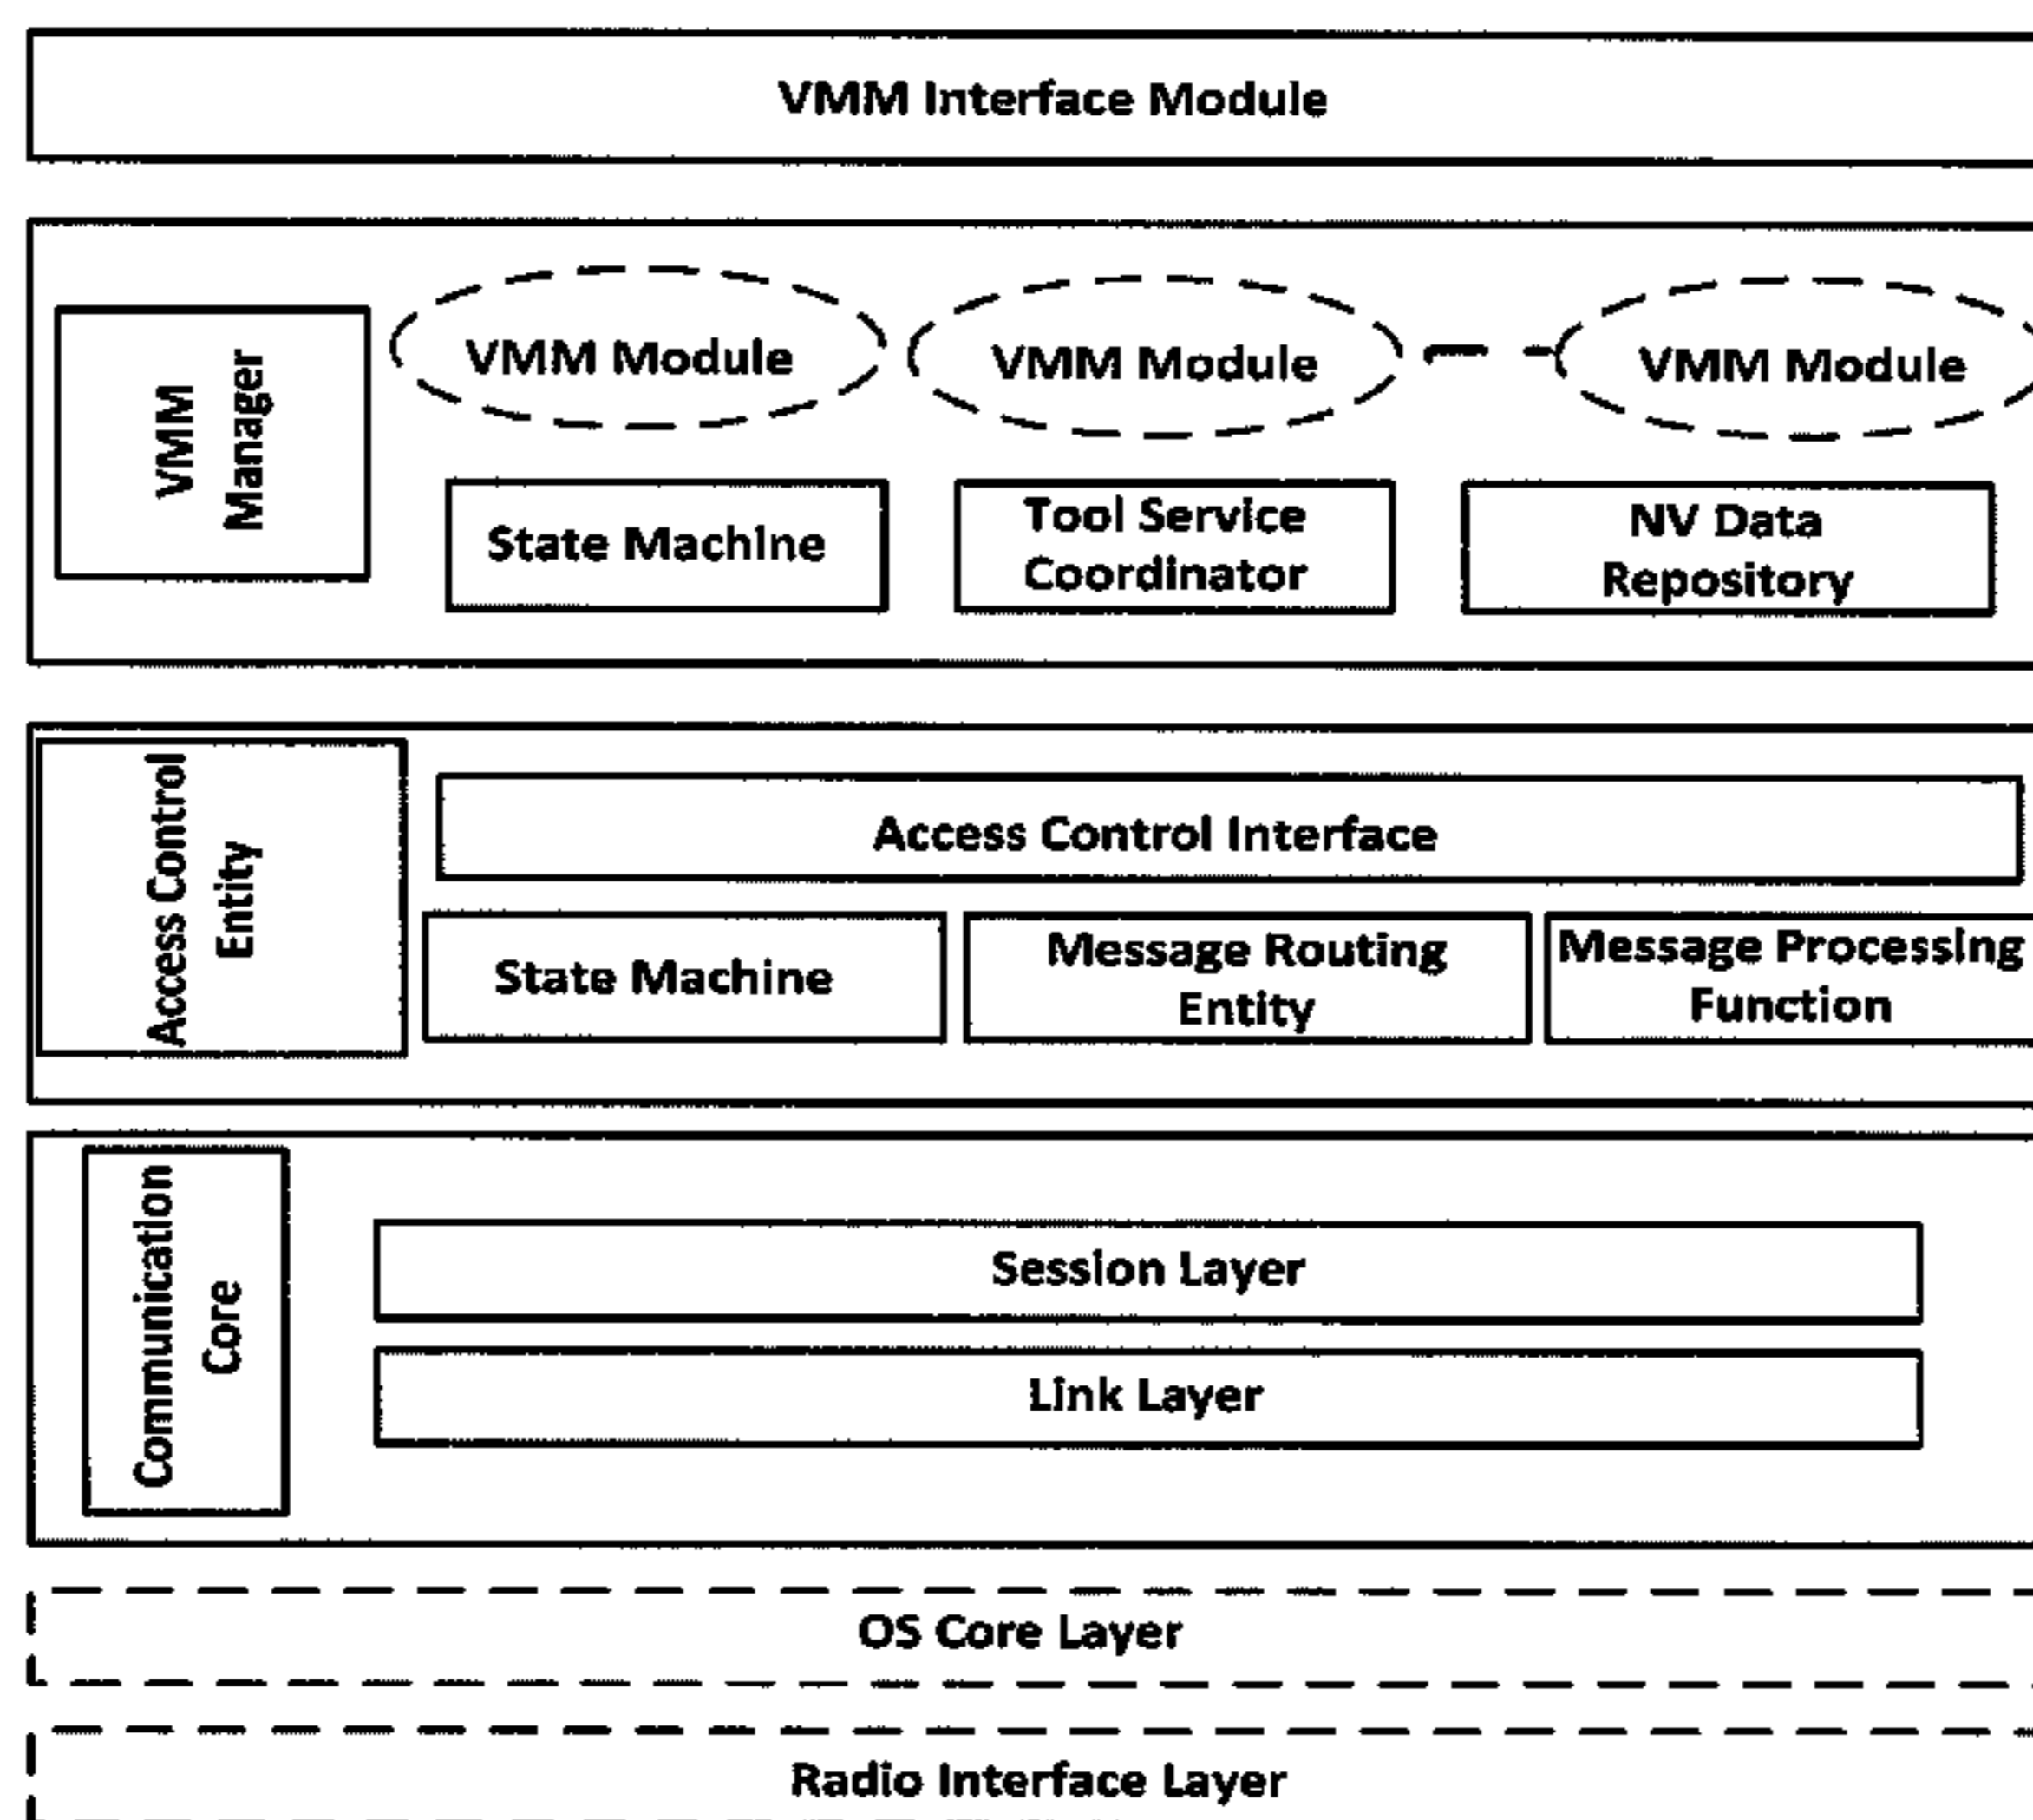 VMM Interface Module
VMM
Manager
VMM Module
VMM Module
VMM Module
State Machine
Tool Service
Coordinator
NV Data
Repository
Access Control
Entity
Access Control Interface
State Machine
Message Routing
Entity
Message Processing
Function
Communication
Core
Session Layer
Link Layer
OS Core Layer
Radio Interface Layer